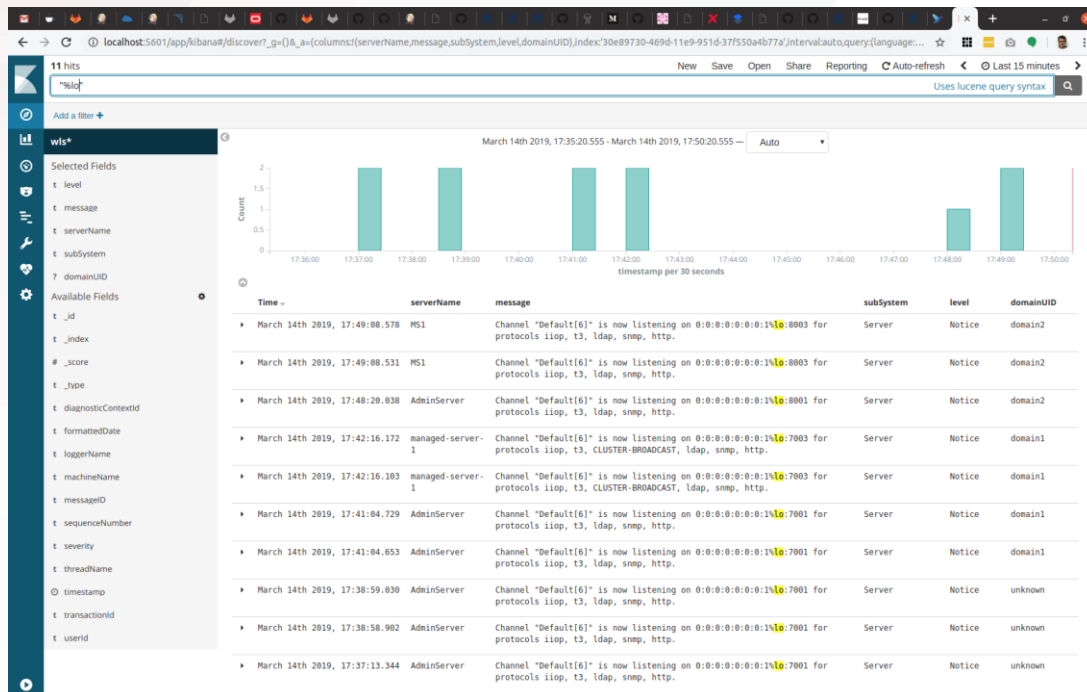 localhost:5601/app/kibana#/discover?_g=()&_a=(columns:!(serverName,message,subSystem,level,domainUID),index:'30e89730-469d-11e9-951d-37f550a4b77a',interval:auto,query:(language:...
11 hits
New Save Open Share Reporting Auto-refresh Last 15 minutes
"%lo"
Uses lucene query syntax
Add a filter +
wls*
Selected Fields
t level
t message
t serverName
t subSystem
? domainUID
Available Fields
t _id
t _index
# _score
t _type
t diagnosticContextId
t formattedDate
t loggerName
t machineName
t messageID
t sequenceNumber
t severity
t threadName
timestamp
t transactionId
t userId
March 14th 2019, 17:35:20.555 - March 14th 2019, 17:50:20.555 — Auto
Count
2
1.5
1
0.5
0
17:36:00 17:37:00 17:38:00 17:39:00 17:40:00 17:41:00 17:42:00 17:43:00 17:44:00 17:45:00 17:46:00 17:47:00 17:48:00 17:49:00 17:50:00
timestamp per 30 seconds
Time serverName message subSystem level domainUID
March 14th 2019, 17:49:08.578 MS1 Channel "Default[6]" is now listening on 0:0:0:0:0:0:0:1%lo:8003 for Server Notice domain2
protocols iiop, t3, ldap, snmp, http.
March 14th 2019, 17:49:08.531 MS1 Channel "Default[6]" is now listening on 0:0:0:0:0:0:0:1%lo:8003 for Server Notice domain2
protocols iiop, t3, ldap, snmp, http.
March 14th 2019, 17:48:20.038 AdminServer Channel "Default[6]" is now listening on 0:0:0:0:0:0:0:1%lo:8001 for Server Notice domain2
protocols iiop, t3, ldap, snmp, http.
March 14th 2019, 17:42:16.172 managed-server- Channel "Default[6]" is now listening on 0:0:0:0:0:0:0:1%lo:7003 for Server Notice domain1
1 protocols iiop, t3, CLUSTER-BROADCAST, ldap, snmp, http.
March 14th 2019, 17:42:16.103 managed-server- Channel "Default[6]" is now listening on 0:0:0:0:0:0:0:1%lo:7003 for Server Notice domain1
1 protocols iiop, t3, CLUSTER-BROADCAST, ldap, snmp, http.
March 14th 2019, 17:41:04.729 AdminServer Channel "Default[6]" is now listening on 0:0:0:0:0:0:0:1%lo:7001 for Server Notice domain1
protocols iiop, t3, ldap, snmp, http.
March 14th 2019, 17:41:04.653 AdminServer Channel "Default[6]" is now listening on 0:0:0:0:0:0:0:1%lo:7001 for Server Notice domain1
protocols iiop, t3, ldap, snmp, http.
March 14th 2019, 17:38:59.030 AdminServer Channel "Default[6]" is now listening on 0:0:0:0:0:0:0:1%lo:7001 for Server Notice unknown
protocols iiop, t3, ldap, snmp, http.
March 14th 2019, 17:38:58.902 AdminServer Channel "Default[6]" is now listening on 0:0:0:0:0:0:0:1%lo:7001 for Server Notice unknown
protocols iiop, t3, ldap, snmp, http.
March 14th 2019, 17:37:13.344 AdminServer Channel "Default[6]" is now listening on 0:0:0:0:0:0:0:1%lo:7001 for Server Notice unknown
protocols iiop, t3, ldap, snmp, http.